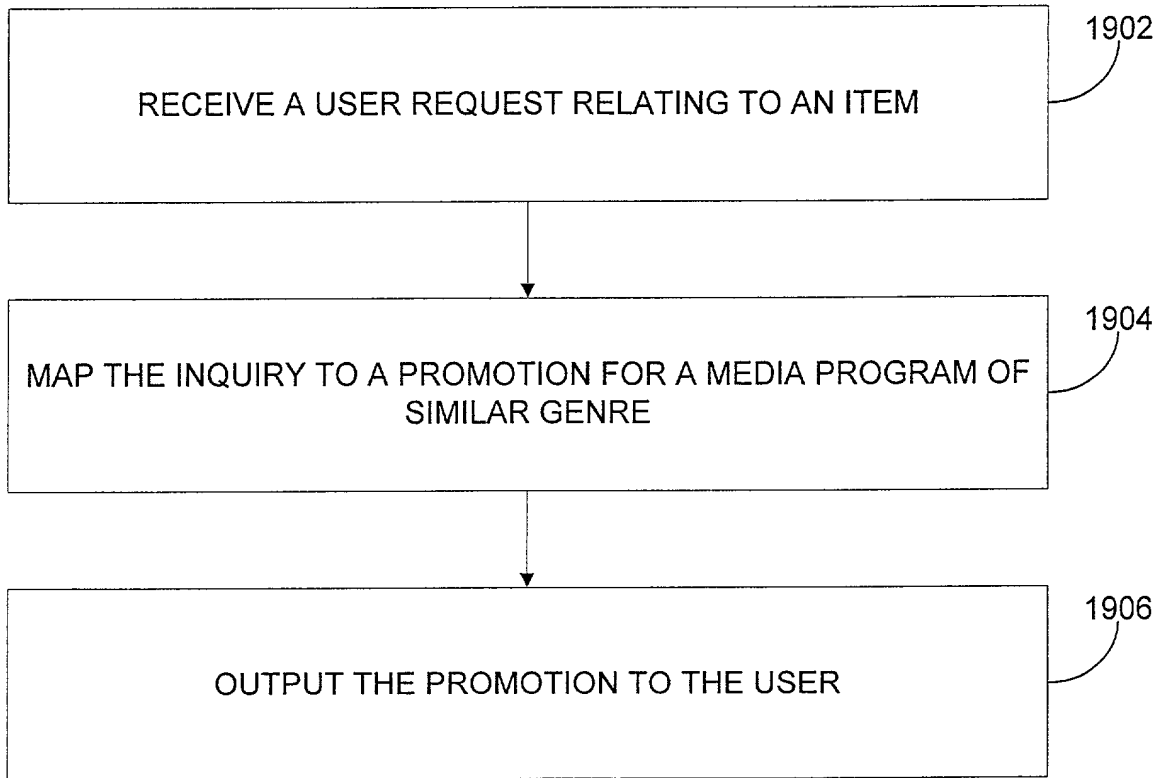 1902
RECEIVE A USER REQUEST RELATING TO AN ITEM
1904
MAP THE INQUIRY TO A PROMOTION FOR A MEDIA PROGRAM OF
SIMILAR GENRE
1906
OUTPUT THE PROMOTION TO THE USER